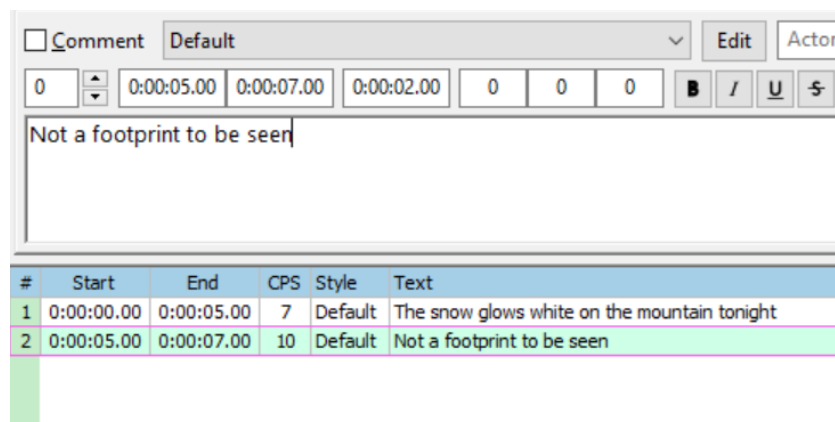 Comment Default Edit Actor
0 0:00:05.00 0:00:07.00 0:00:02.00 0 0 0 B I U S
Not a footprint to be seen
# Start End CPS Style Text
1 0:00:00.00 0:00:05.00 7 Default The snow glows white on the mountain tonight
2 0:00:05.00 0:00:07.00 10 Default Not a footprint to be seen